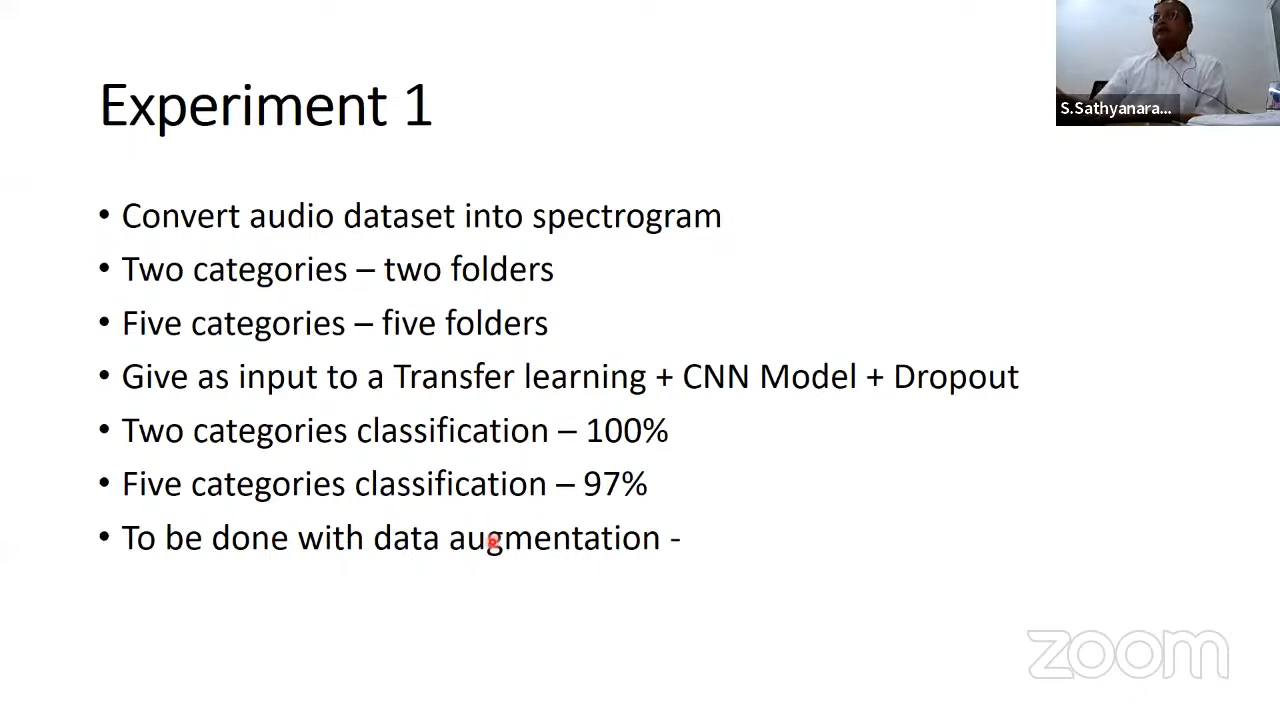 Experiment 1
S.Sathyanara...
• Convert audio dataset into spectrogram
• Two categories – two folders
• Five categories – five folders
• Give as input to a Transfer learning + CNN Model + Dropout
• Two categories classification – 100%
• Five categories classification – 97%
• To be done with data augmentation -
zoom